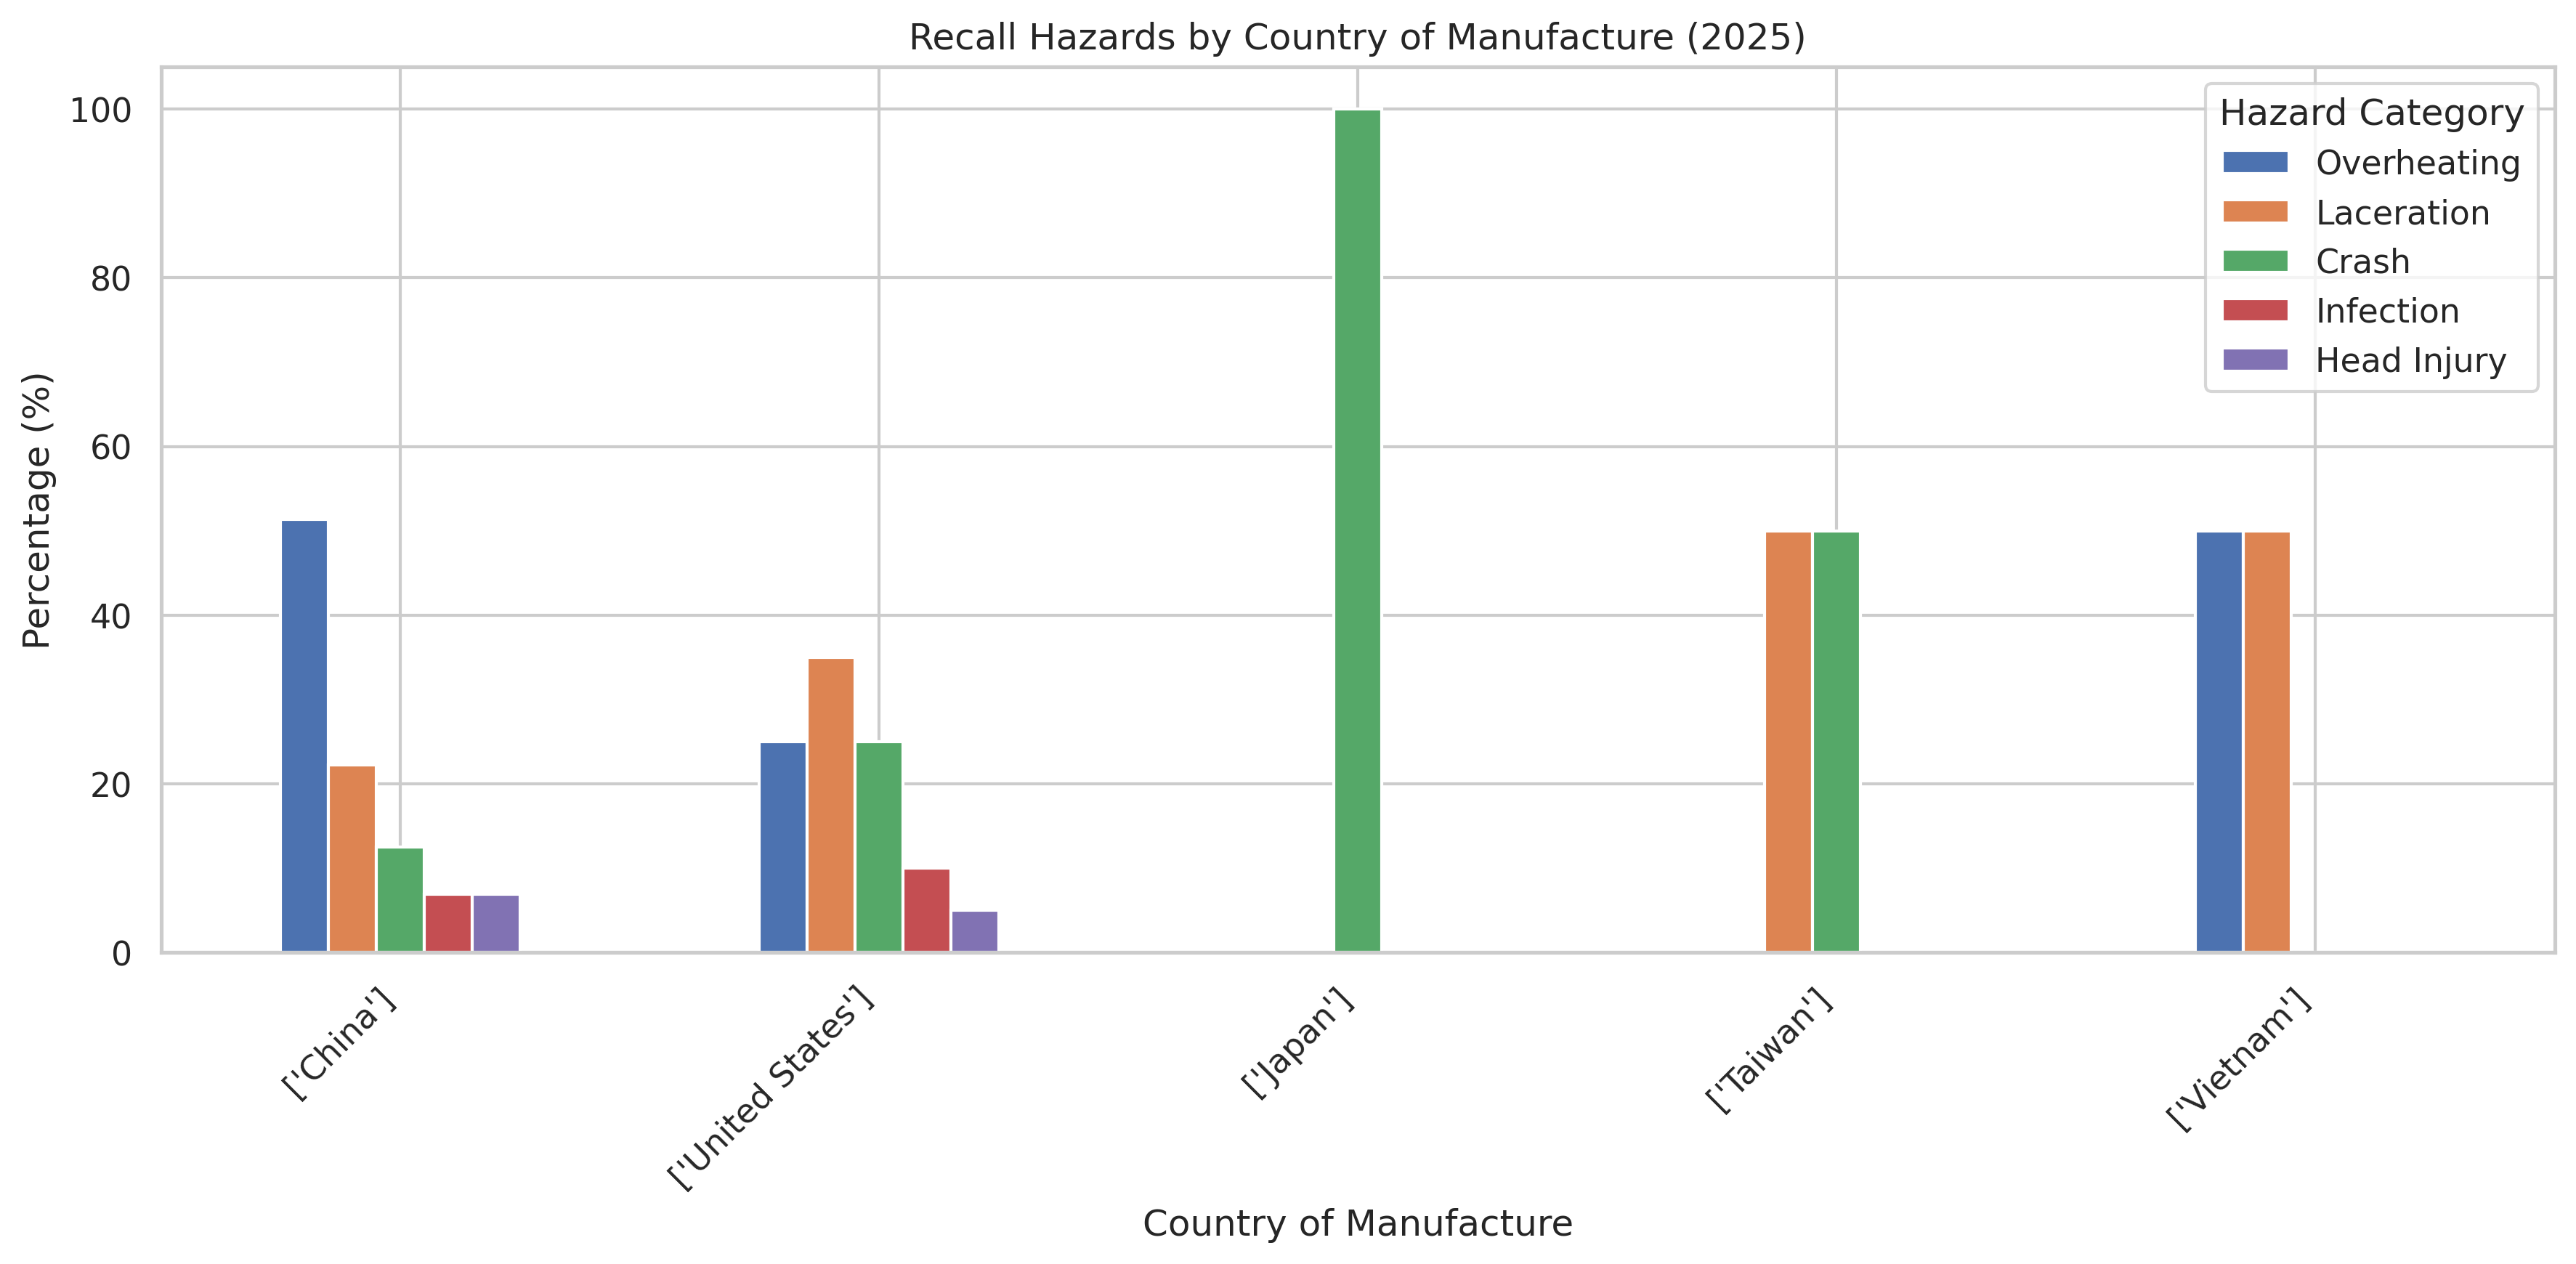 Recall Hazards by Country of Manufacture (2025)
Percentage (%)
100
80
60
40
20
0
Hazard Category
Overheating
Laceration
Crash
Infection
Head Injury
['China']
['United States']
['Japan']
['Taiwan']
['Vietnam']
Country of Manufacture